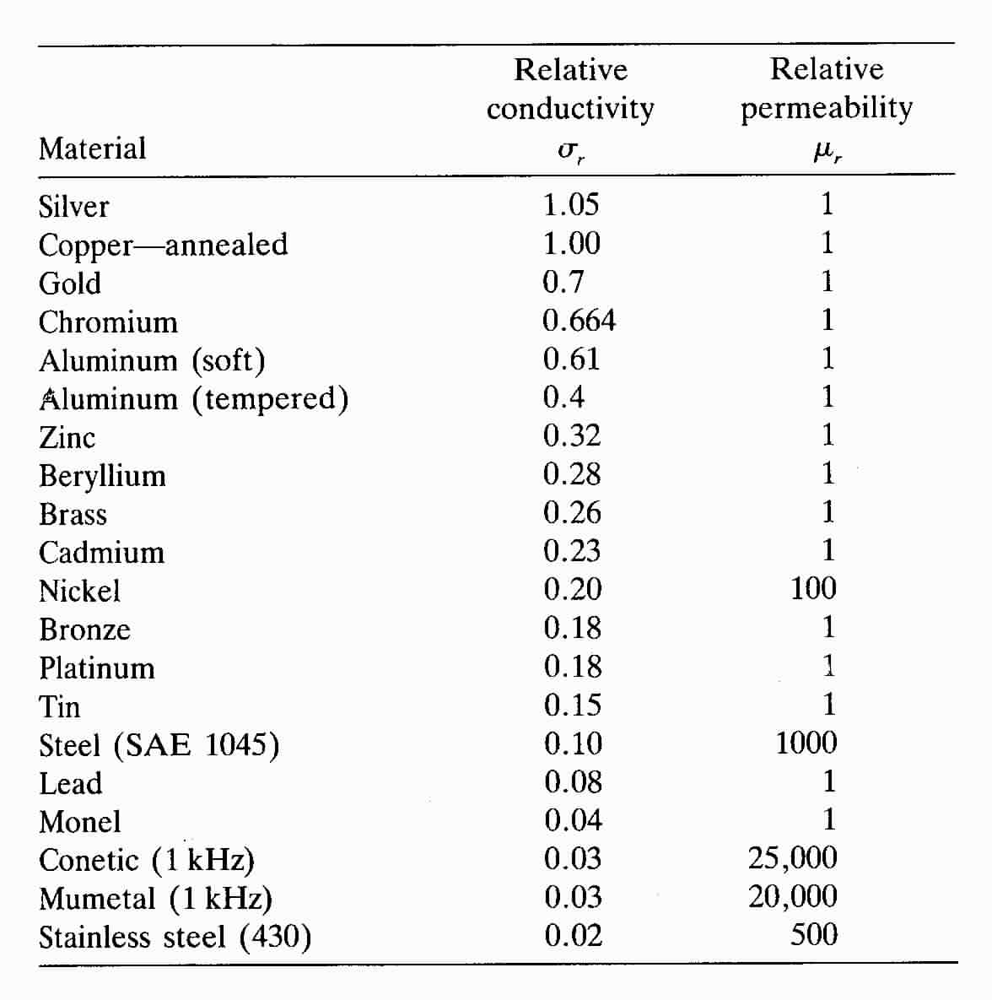 Relative Relative
conductivity permeability
Material σr μr
Silver 1.05 1
Copper—annealed 1.00 1
Gold 0.7 1
Chromium 0.664 1
Aluminum (soft) 0.61 1
Aluminum (tempered) 0.4 1
Zinc 0.32 1
Beryllium 0.28 1
Brass 0.26 1
Cadmium 0.23 1
Nickel 0.20 100
Bronze 0.18 1
Platinum 0.18 1
Tin 0.15 1
Steel (SAE 1045) 0.10 1000
Lead 0.08 1
Monel 0.04 1
Conetic (1 kHz) 0.03 25,000
Mumetal (1 kHz) 0.03 20,000
Stainless steel (430) 0.02 500